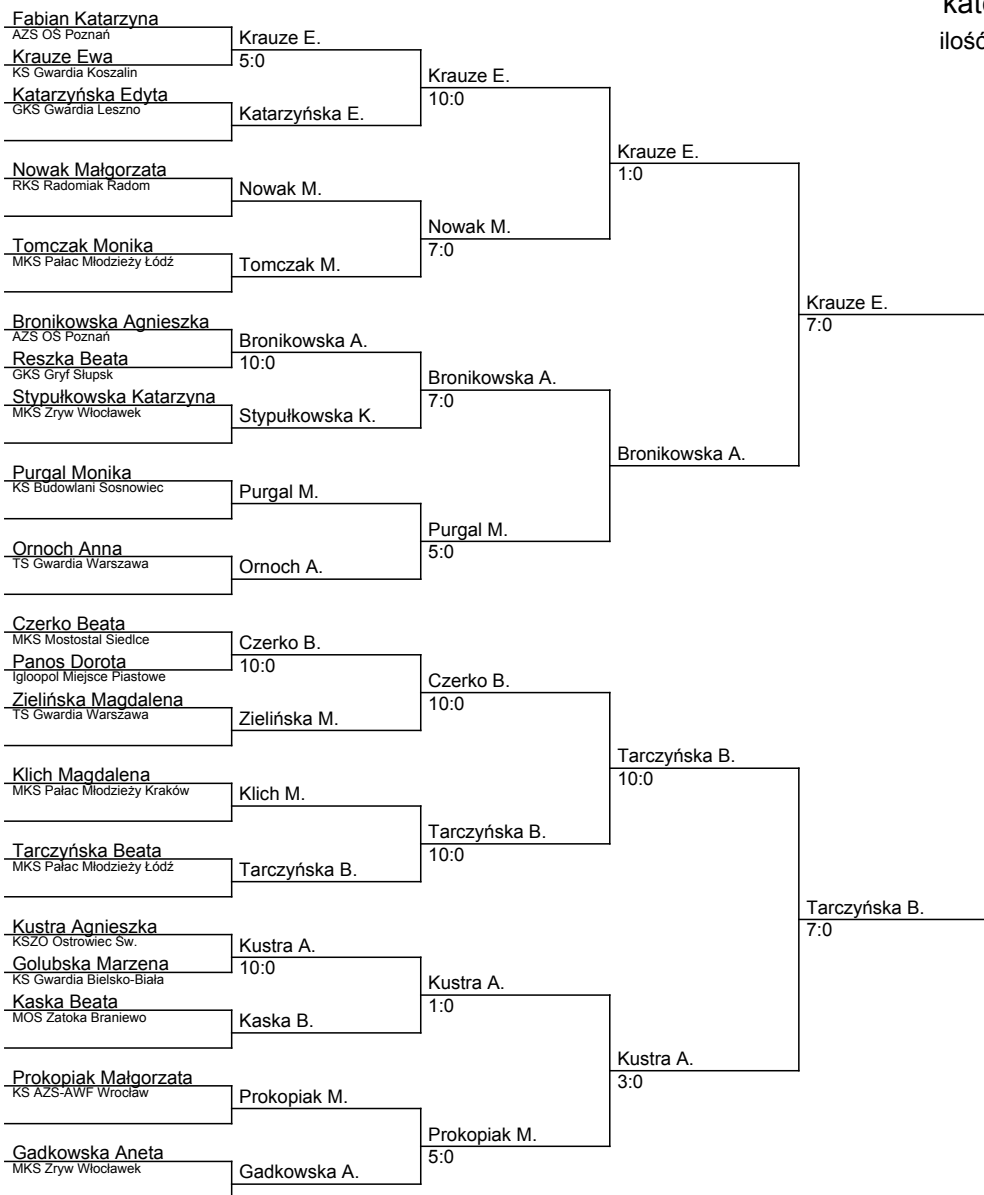 kat
ilość
Fabian Katarzyna
AZS OŚ Poznań
Krauze Ewa
KS Gwardia Koszalin
Katarzyńska Edyta
GKS Gwardia Leszno
Nowak Małgorzata
RKS Radomiak Radom
Tomczak Monika
MKS Pałac Młodzieży Łódź
Bronikowska Agnieszka
AZS OŚ Poznań
Reszka Beata
GKS Gryf Słupsk
Stypułkowska Katarzyna
MKS Zryw Włocławek
Purgal Monika
KS Budowlani Sosnowiec
Ornoch Anna
TS Gwardia Warszawa
Czerko Beata
MKS Mostostal Siedlce
Panos Dorota
Igloopol Miejsce Piastowe
Zielińska Magdalena
TS Gwardia Warszawa
Klich Magdalena
MKS Pałac Młodzieży Kraków
Tarczyńska Beata
MKS Pałac Młodzieży Łódź
Kustra Agnieszka
KSZO Ostrowiec Św.
Golubska Marzena
KS Gwardia Bielsko-Biała
Kaska Beata
MOS Zatoka Braniewo
Prokopiak Małgorzata
KS AZS-AWF Wrocław
Gadkowska Aneta
MKS Zryw Włocławek
Krauze E.
5:0
Katarzyńska E.
Nowak M.
Tomczak M.
Bronikowska A.
10:0
Stypułkowska K.
Purgal M.
Ornoch A.
Czerko B.
10:0
Zielińska M.
Klich M.
Tarczyńska B.
Kustra A.
10:0
Kaska B.
Prokopiak M.
Gadkowska A.
Krauze E.
10:0
Nowak M.
7:0
Bronikowska A.
7:0
Purgal M.
5:0
Czerko B.
10:0
Tarczyńska B.
10:0
Kustra A.
1:0
Prokopiak M.
5:0
Krauze E.
1:0
Bronikowska A.
Tarczyńska B.
10:0
Kustra A.
3:0
Krauze E.
7:0
Tarczyńska B.
7:0